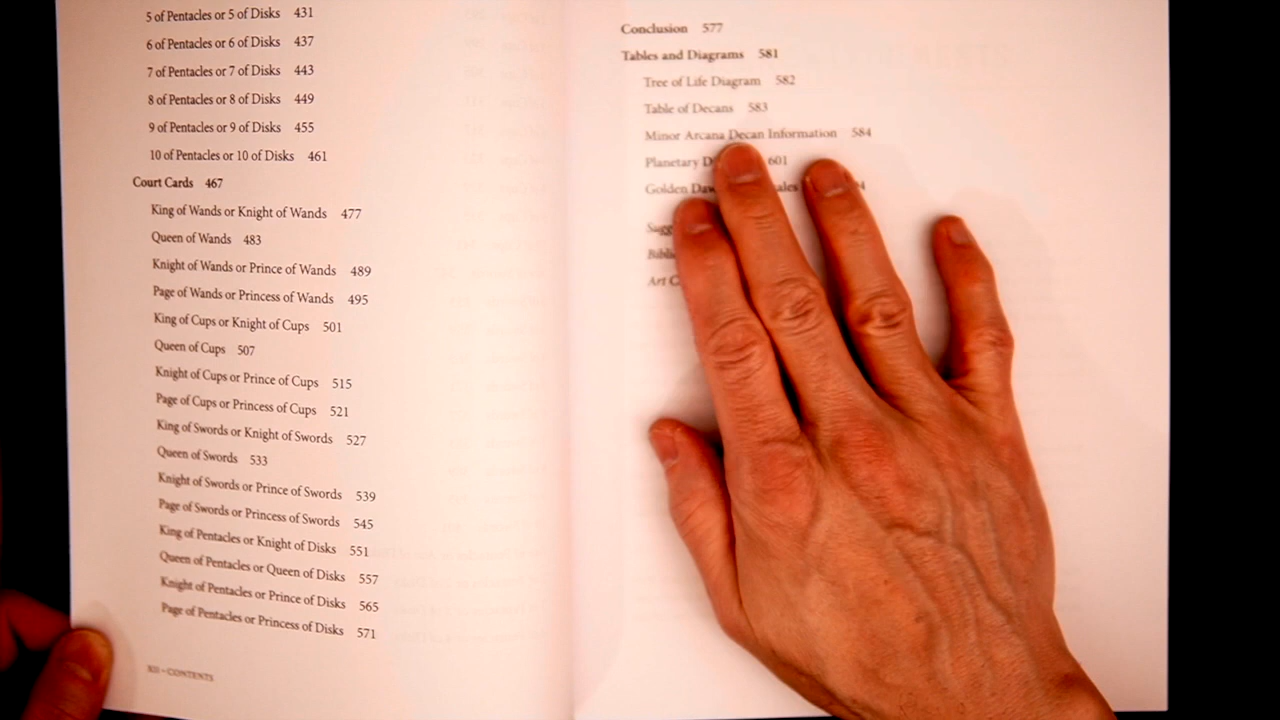 5 of Pentacles or 5 of Disks 431
6 of Pentacles or 6 of Disks 437
7 of Pentacles or 7 of Disks 443
8 of Pentacles or 8 of Disks 449
9 of Pentacles or 9 of Disks 455
10 of Pentacles or 10 of Disks 461
Court Cards 467
King of Wands or Knight of Wands 477
Queen of Wands 483
Knight of Wands or Prince of Wands 489
Page of Wands or Princess of Wands 495
King of Cups or Knight of Cups 501
Queen of Cups 507
Knight of Cups or Prince of Cups 515
Page of Cups or Princess of Cups 521
King of Swords or Knight of Swords 527
Queen of Swords 533
Knight of Swords or Prince of Swords 539
Page of Swords or Princess of Swords 545
King of Pentacles or Knight of Disks 551
Queen of Pentacles or Queen of Disks 557
Knight of Pentacles or Prince of Disks 565
Page of Pentacles or Princess of Disks 571
XII • CONTENTS
Conclusion 577
Tables and Diagrams 581
Tree of Life Diagram 582
Table of Decans 583
Minor Arcana Decan Information 584
Planetary 601
Golden
Art